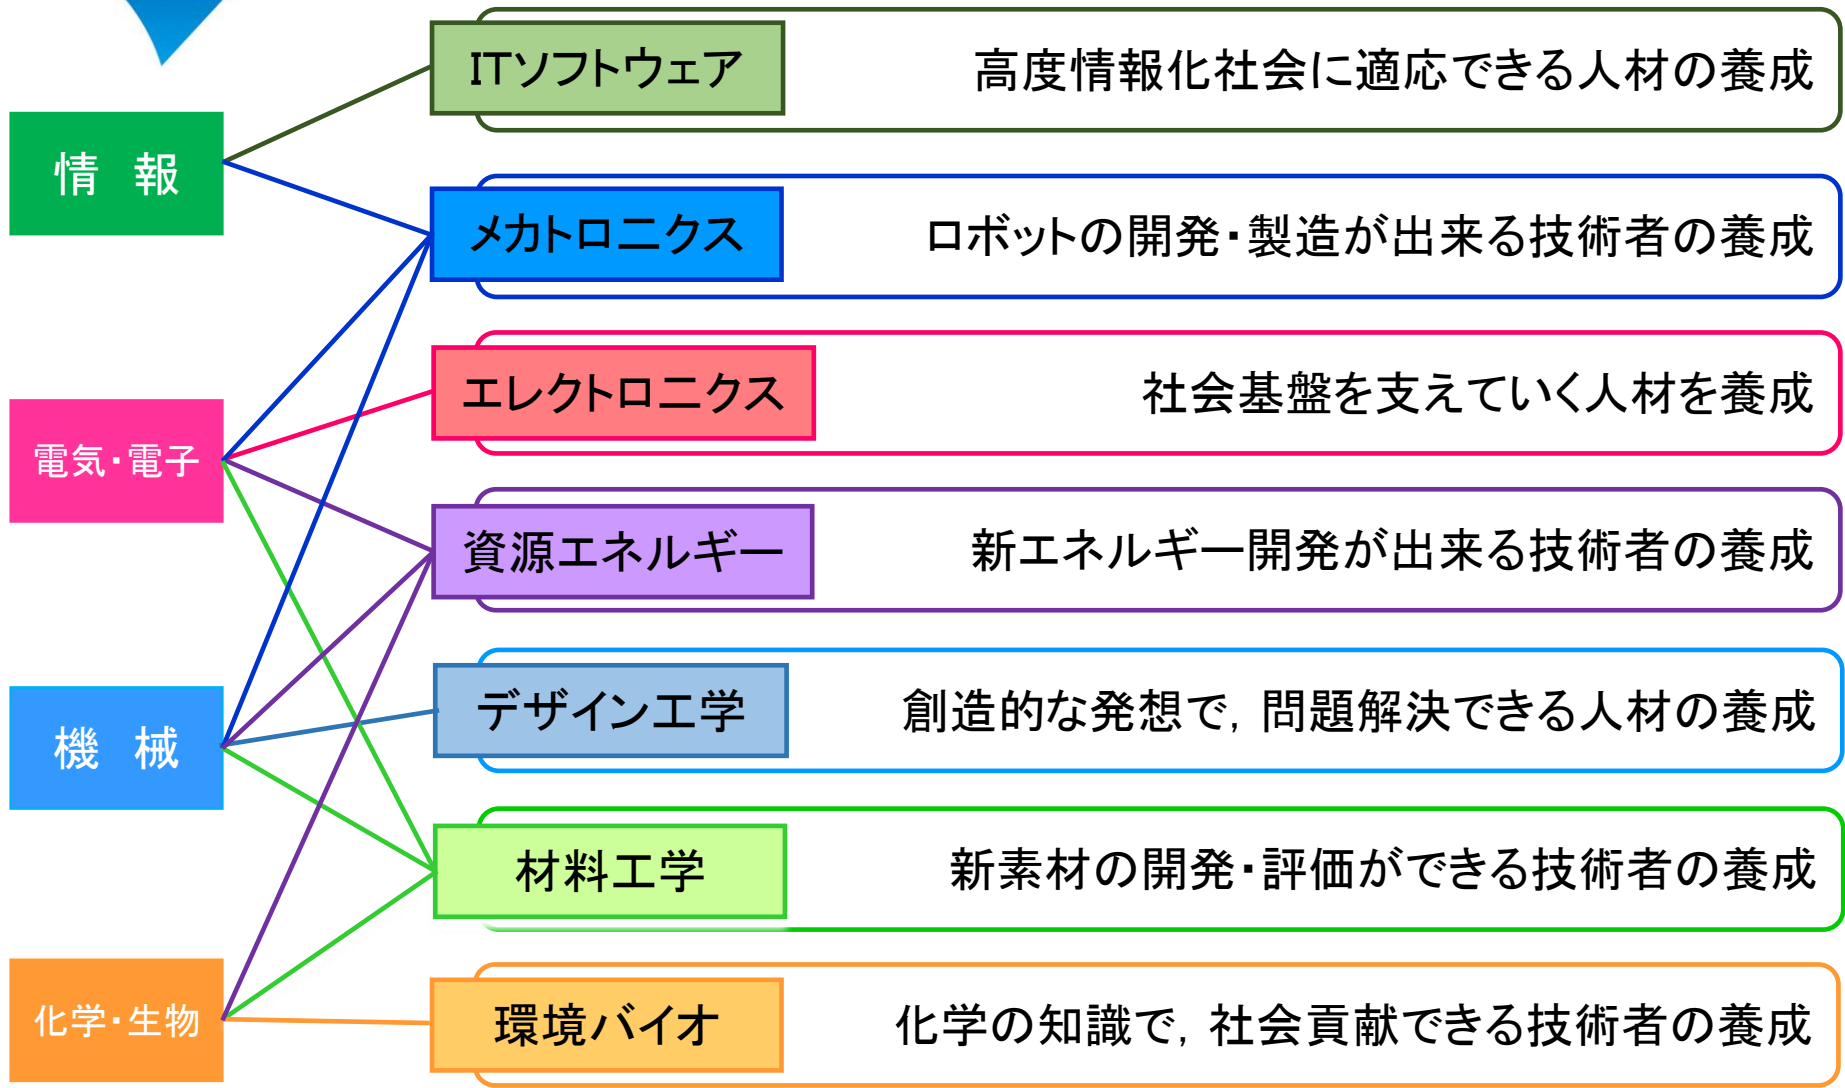 ITソフトウェア 高度情報化社会に適応できる人材の養成
情　報
メカトロニクス ロボットの開発・製造が出来る技術者の養成
エレクトロニクス 社会基盤を支えていく人材を養成
電気・電子
資源エネルギー 新エネルギー開発が出来る技術者の養成
デザイン工学 創造的な発想で，問題解決できる人材の養成
機　械
材料工学 新素材の開発・評価ができる技術者の養成
化学・生物
環境バイオ 化学の知識で，社会貢献できる技術者の養成